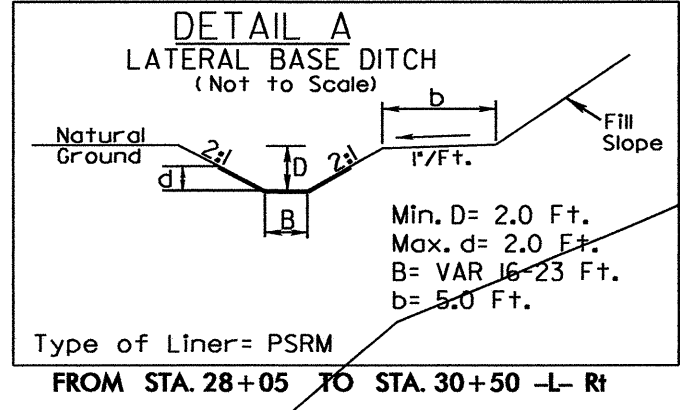 DETAIL A
LATERAL BASE DITCH
(Not to Scale)
b
Natural
Ground
2:1
D
2:1
1"/Ft.
Fill
Slope
d
B
Min. D= 2.0 Ft.
Max. d= 2.0 Ft.
B= VAR 16-23 Ft.
b= 5.0 Ft.
Type of Liner= PSRM
FROM STA. 28+05 TO STA. 30+50 -L- Rt